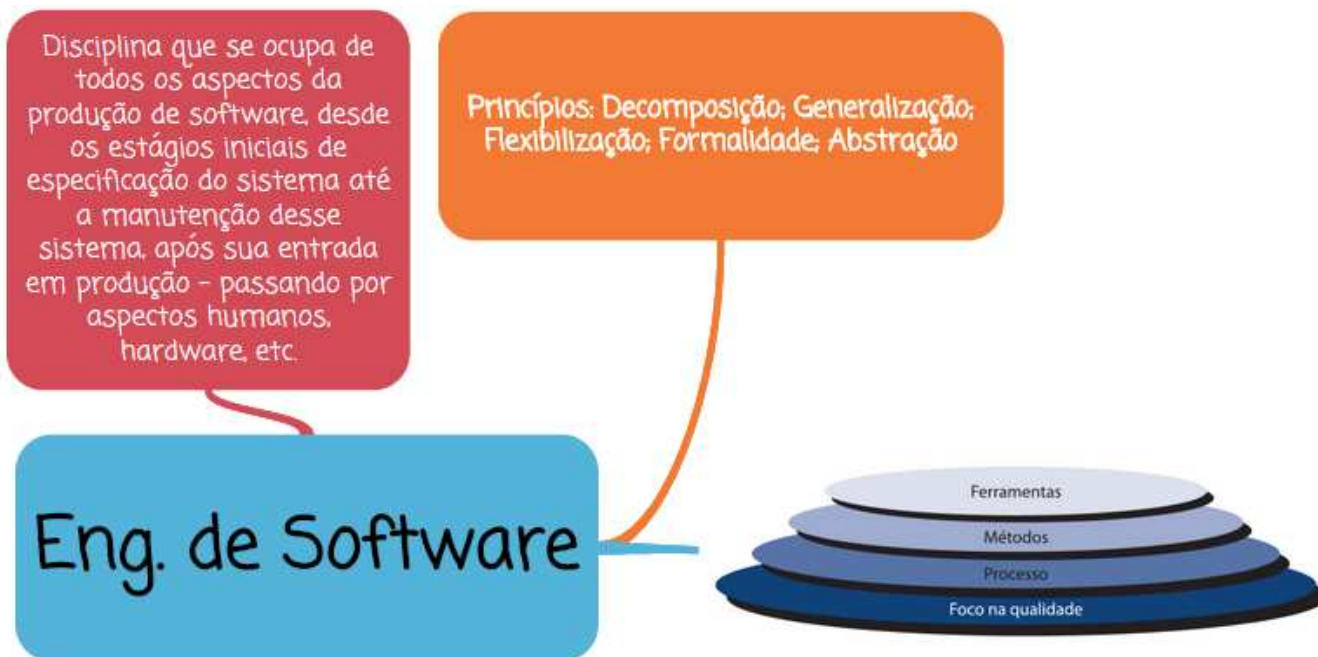 Disciplina que se ocupa de
todos os aspectos da
produção de software, desde
os estágios iniciais de
especificação do sistema até
a manutenção desse
sistema, após sua entrada
em produção - passando por
aspectos humanos,
hardware, etc.
Princípios: Decomposição; Generalização;
Flexibilização; Formalidade; Abstração
Eng. de Software
Ferramentas
Métodos
Processo
Foco na qualidade